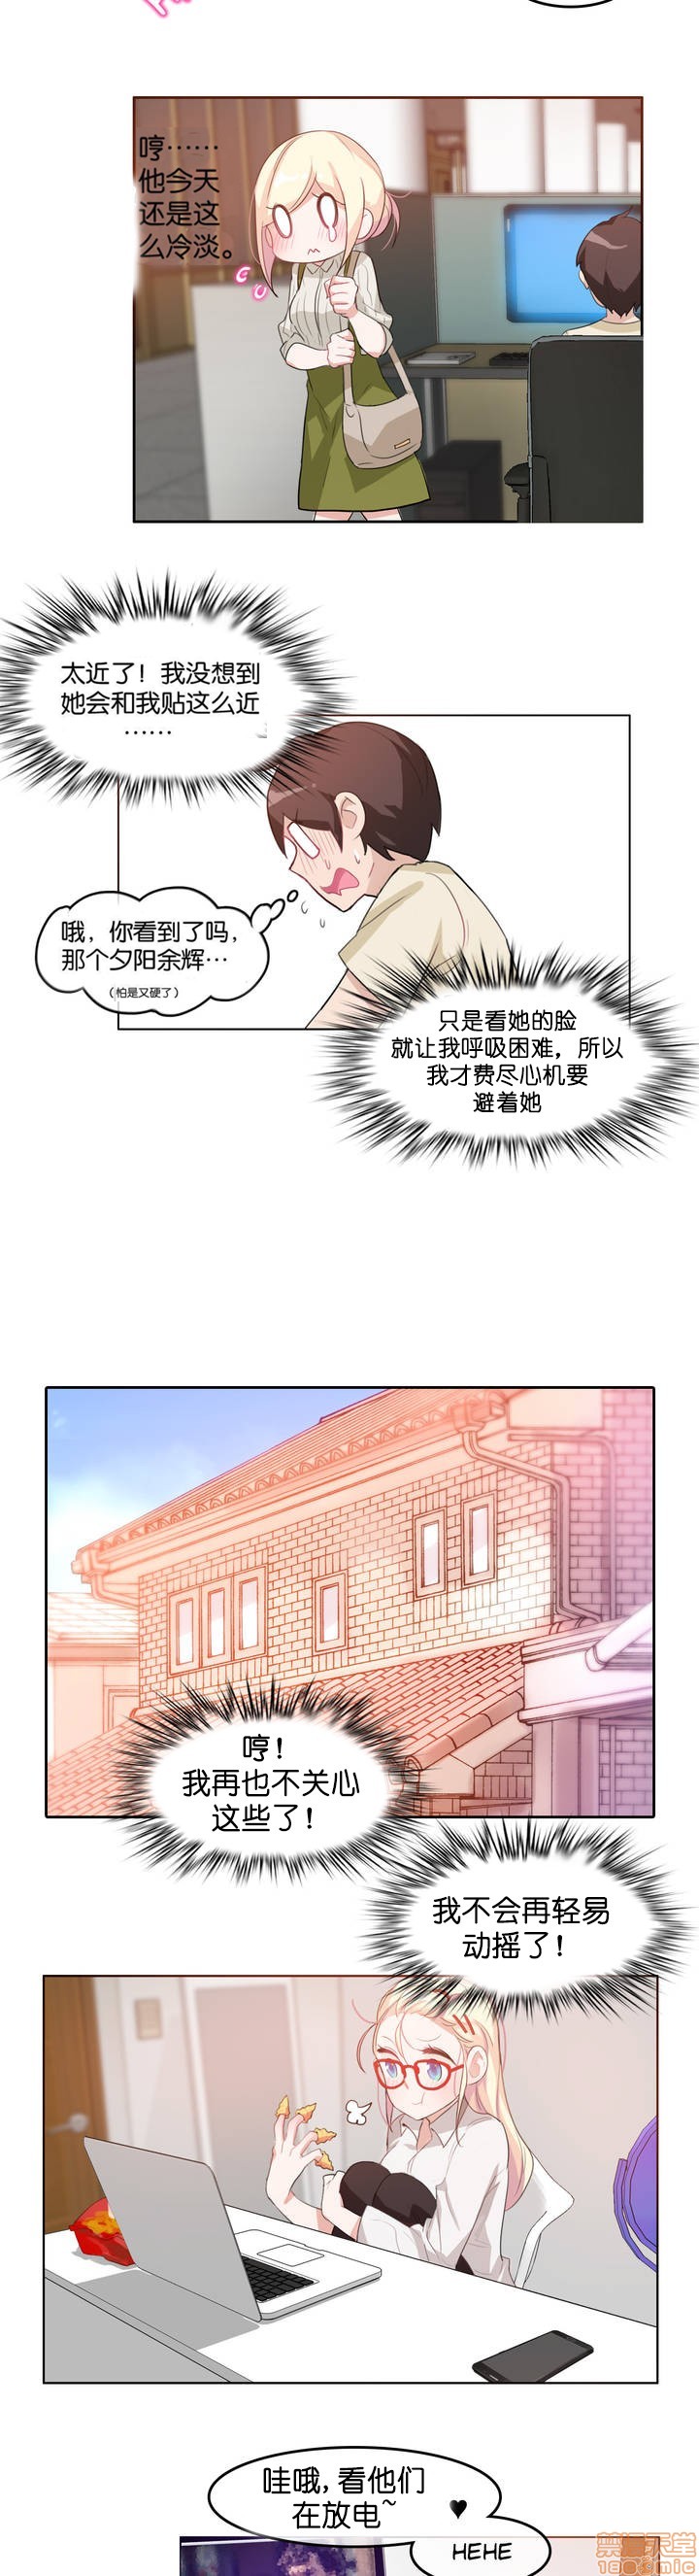 哼……
他今天
还是这
么冷淡。
太近了！我没想到
她会和我贴这么近
……
哦，你看到了吗，
那个夕阳余辉…
（怕是又硬了）
只是看她的脸
就让我呼吸困难，所以
我才费尽心机要
避着她
哼！
我再也不关心
这些了！
我不会再轻易
动摇了！
哇哦，看他们
在放电~ ♥
HEHE
禁漫天堂